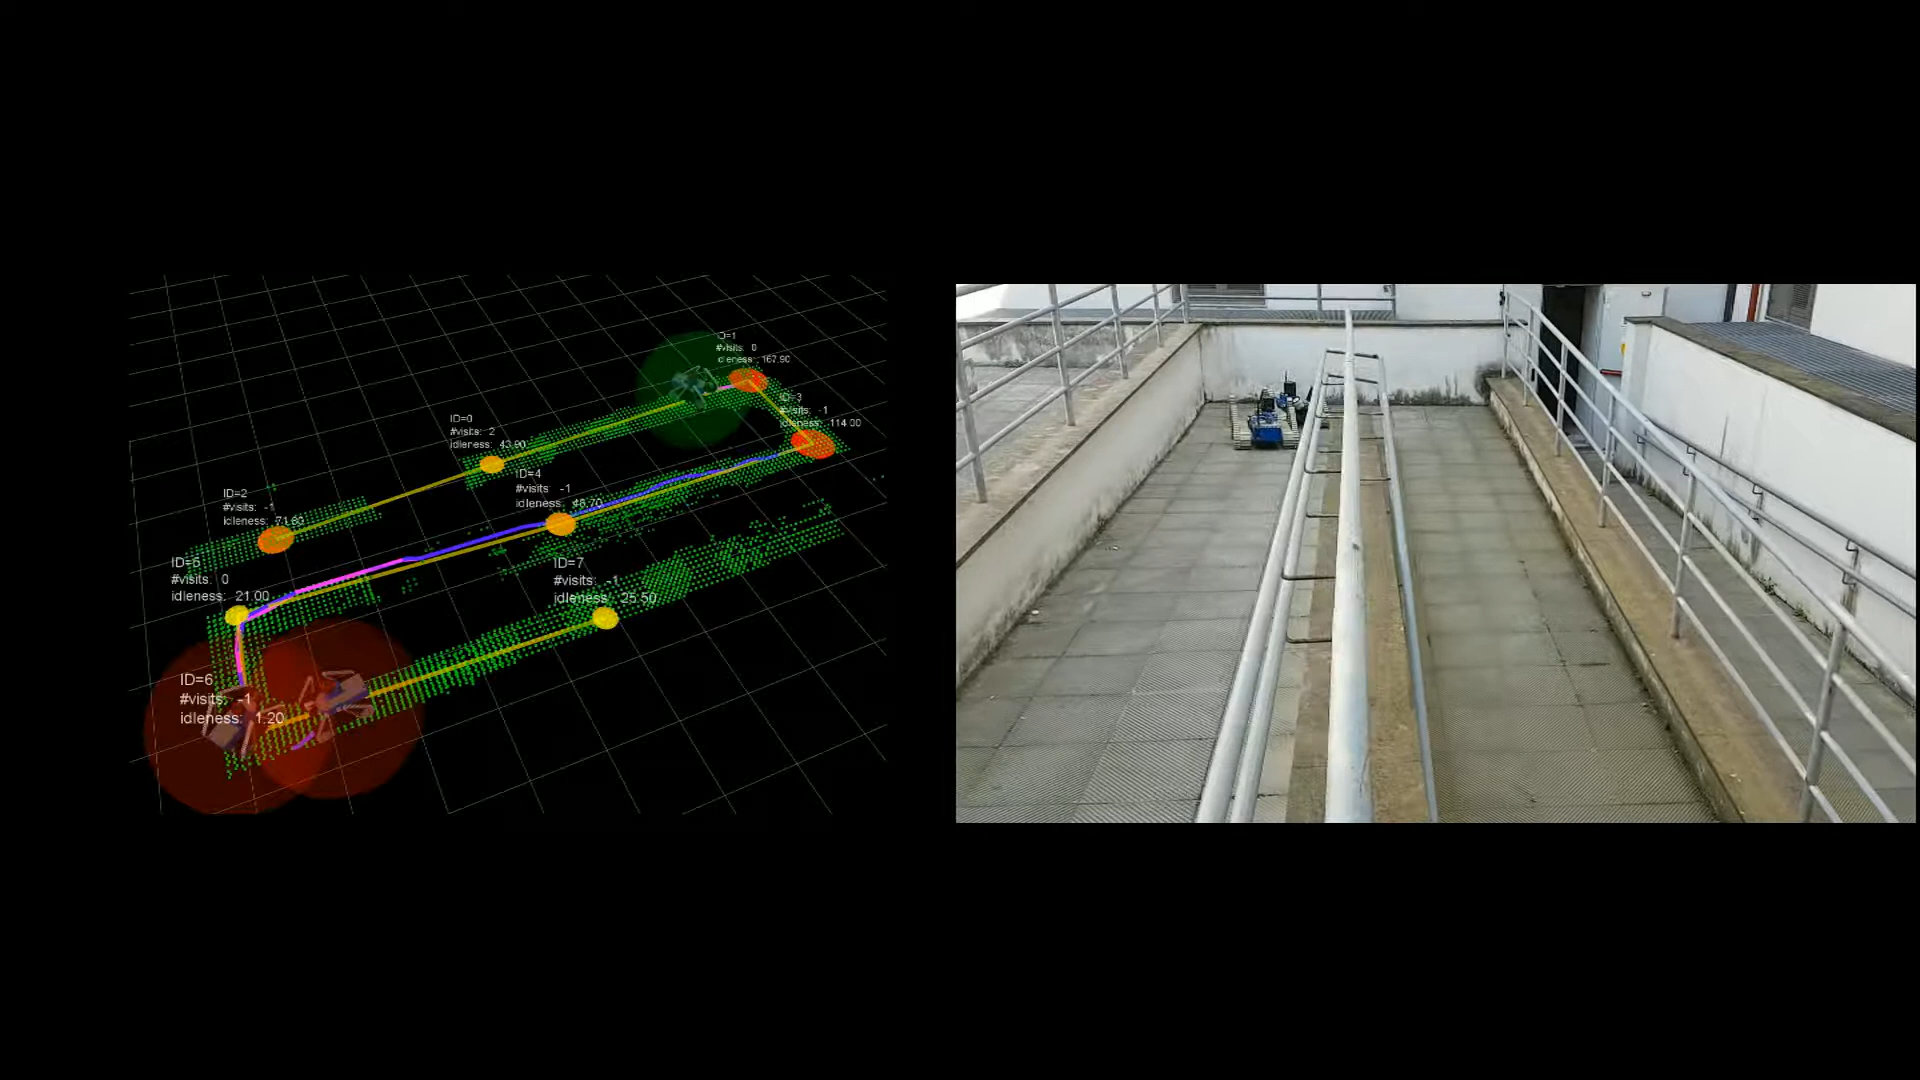 ID=1
#visits: 0
idleness: 167.90
ID=3
#visits: -1
idleness: 114.00
ID=0
#visits: 2
idleness: 43.90
ID=4
#visits: -1
idleness: 48.70
ID=2
#visits: -1
idleness: 71.60
ID=5
#visits: 0
idleness: 21.00
ID=7
#visits: -1
idleness: 25.50
ID=6
#visits: -1
idleness: 1.20